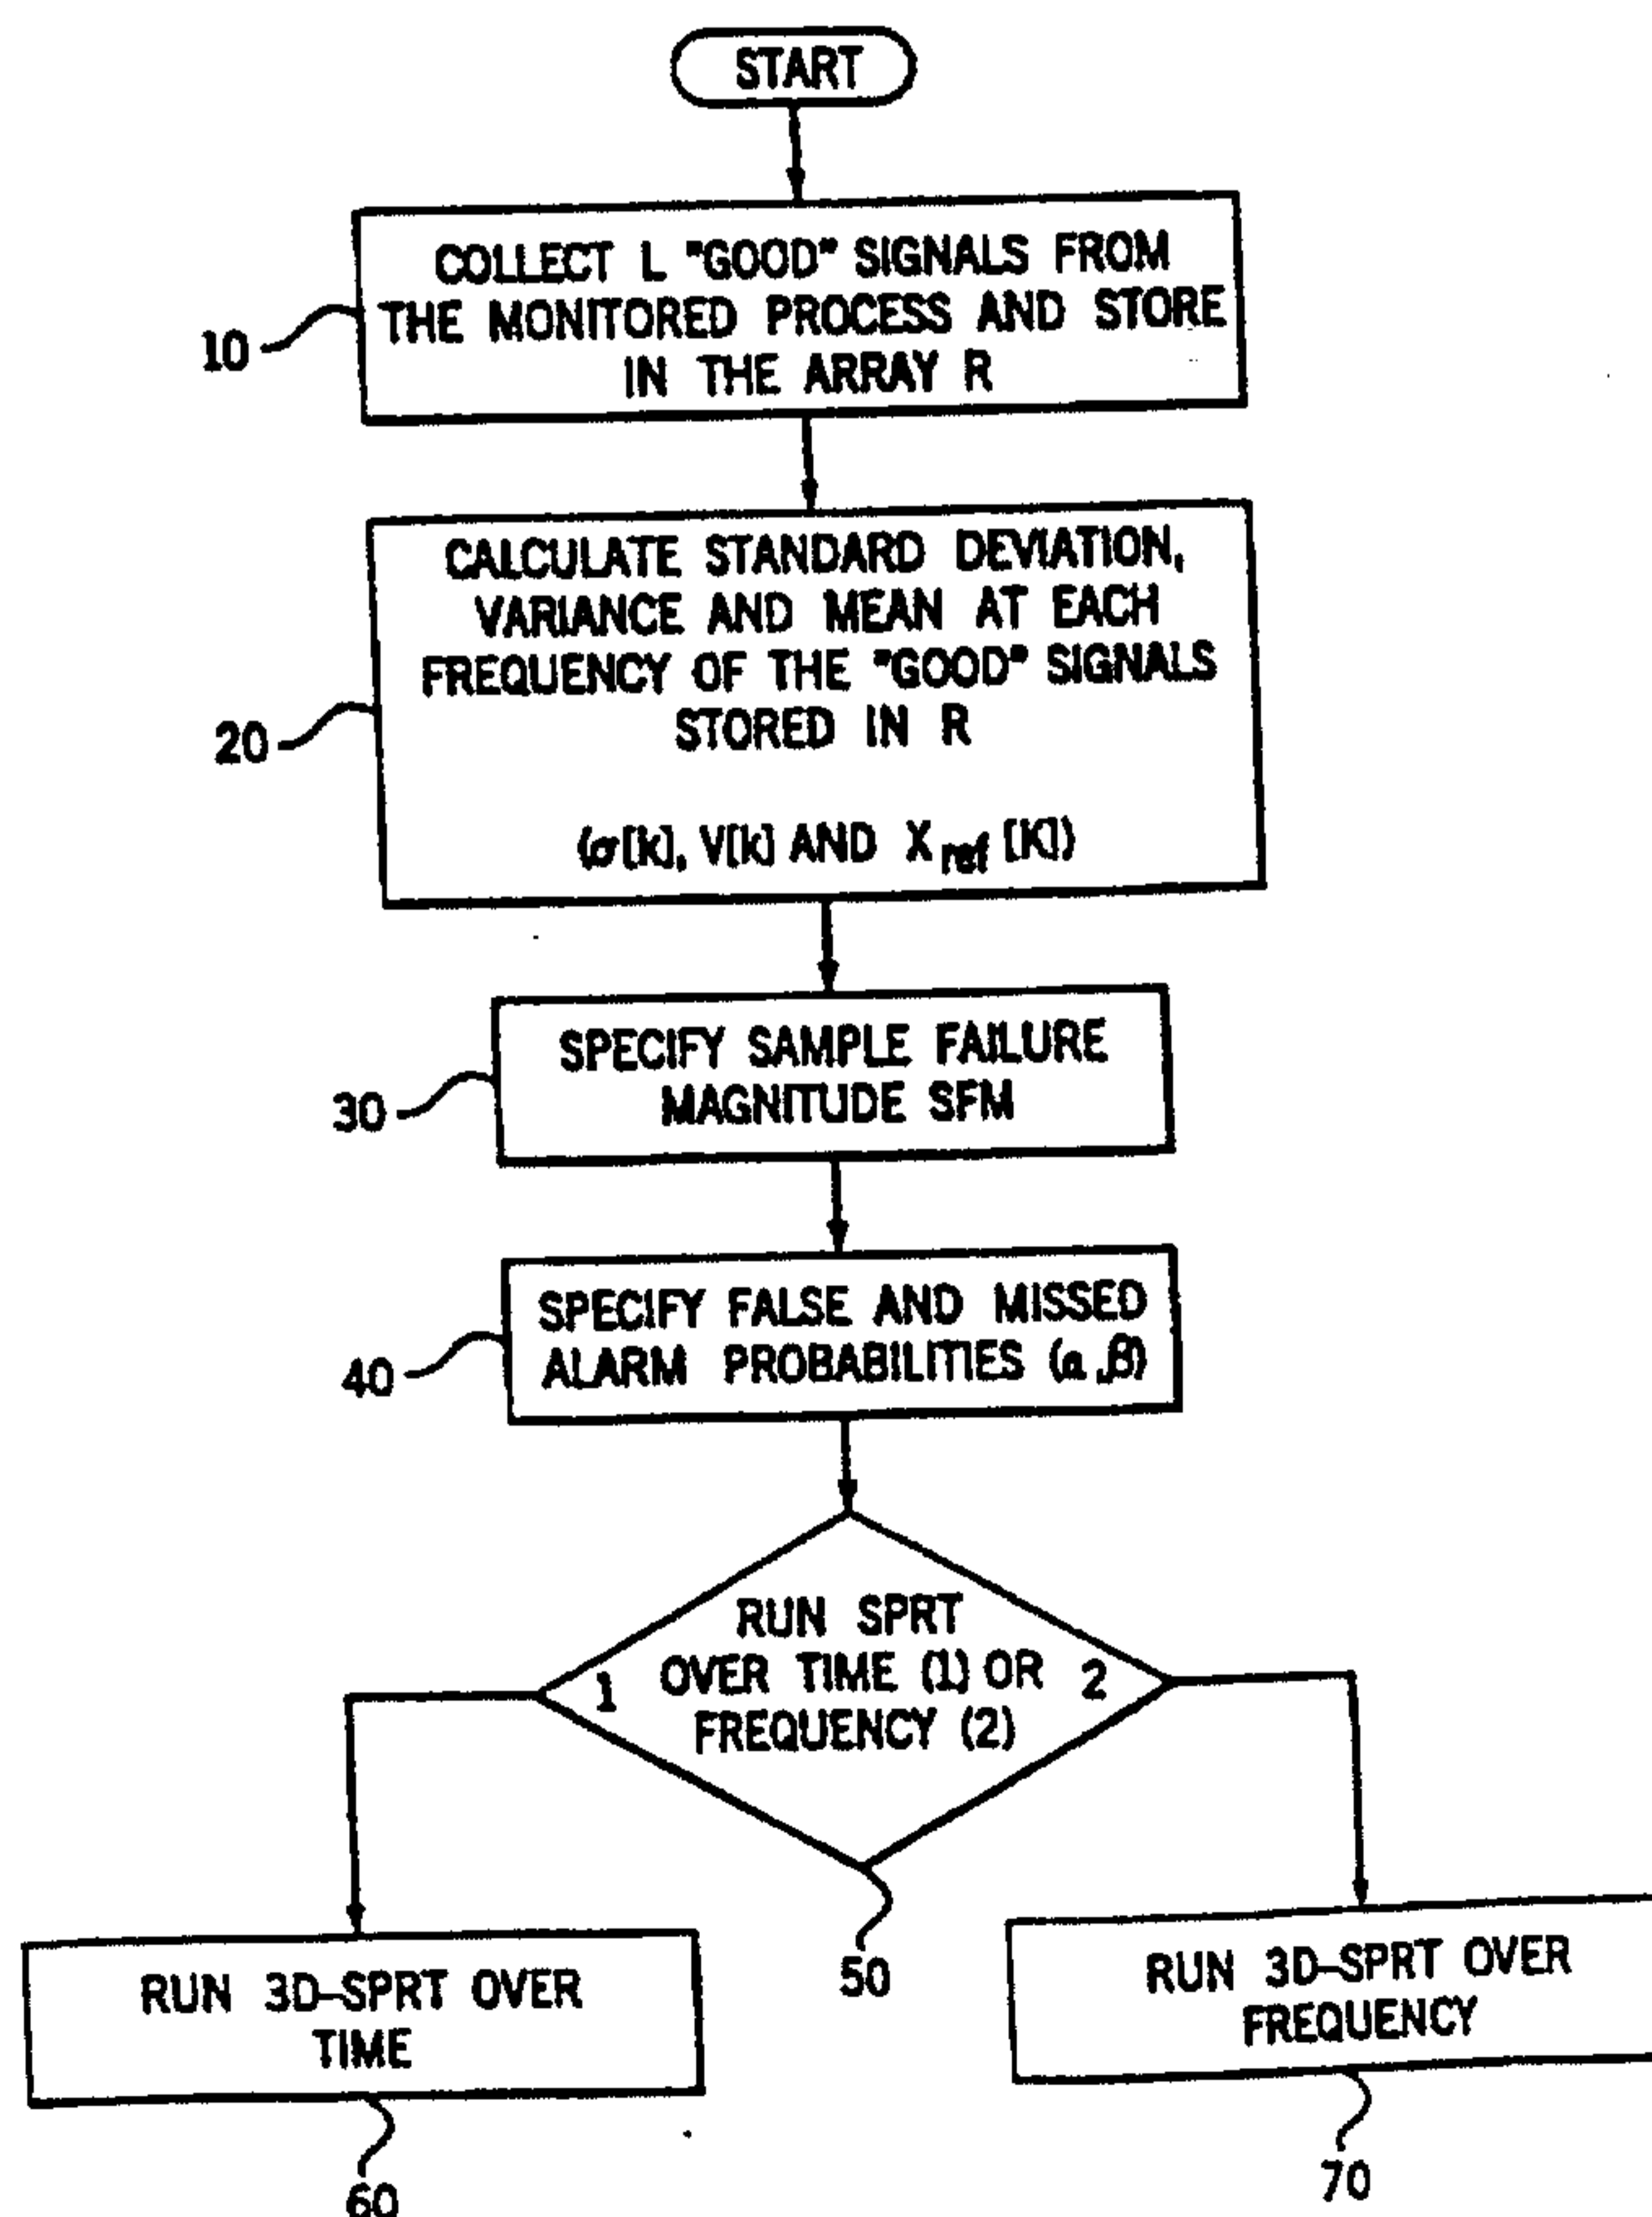 START
COLLECT L "GOOD" SIGNALS FROM
THE MONITORED PROCESS AND STORE
IN THE ARRAY R
10
CALCULATE STANDARD DEVIATION,
VARIANCE AND MEAN AT EACH
FREQUENCY OF THE "GOOD" SIGNALS
STORED IN R
(σ[k], V[k] AND X ref [K])
20
SPECIFY SAMPLE FAILURE
MAGNITUDE SFM
30
SPECIFY FALSE AND MISSED
ALARM PROBABILITIES (α,β)
40
RUN SPRT
1 OVER TIME (1) OR 2
FREQUENCY (2)
50
RUN 3D-SPRT OVER
TIME
60
RUN 3D-SPRT OVER
FREQUENCY
70